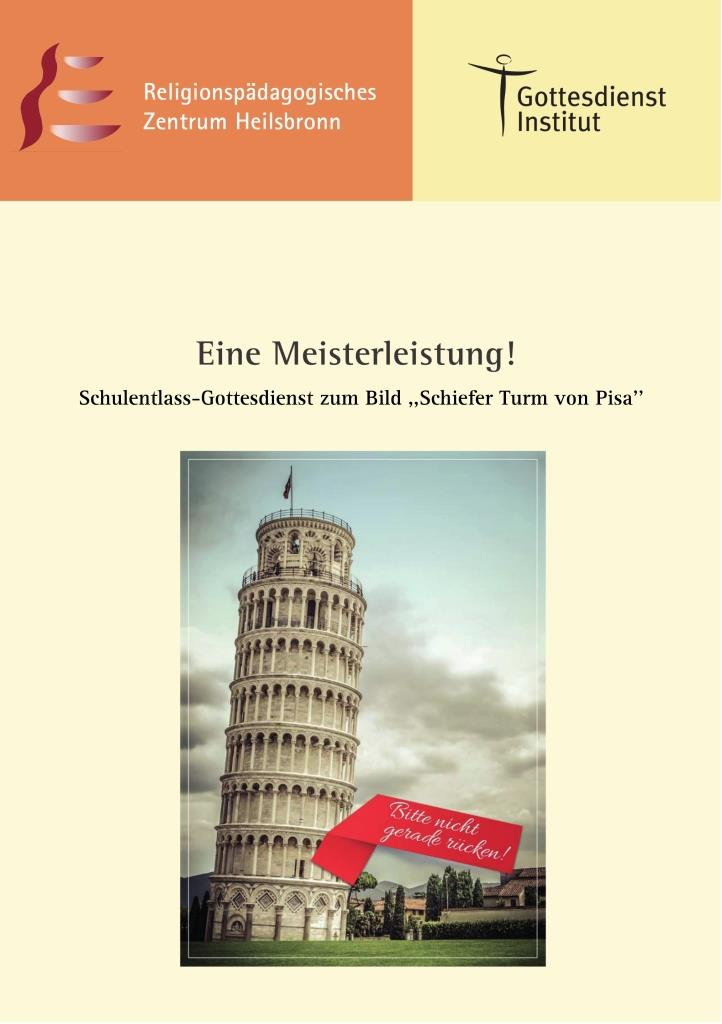 Religionspädagogisches
Zentrum Heilsbronn
Gottesdienst
Institut
Eine Meisterleistung!
Schulentlass-Gottesdienst zum Bild ,,Schiefer Turm von Pisa’’
Bitte nicht
gerade rücken!